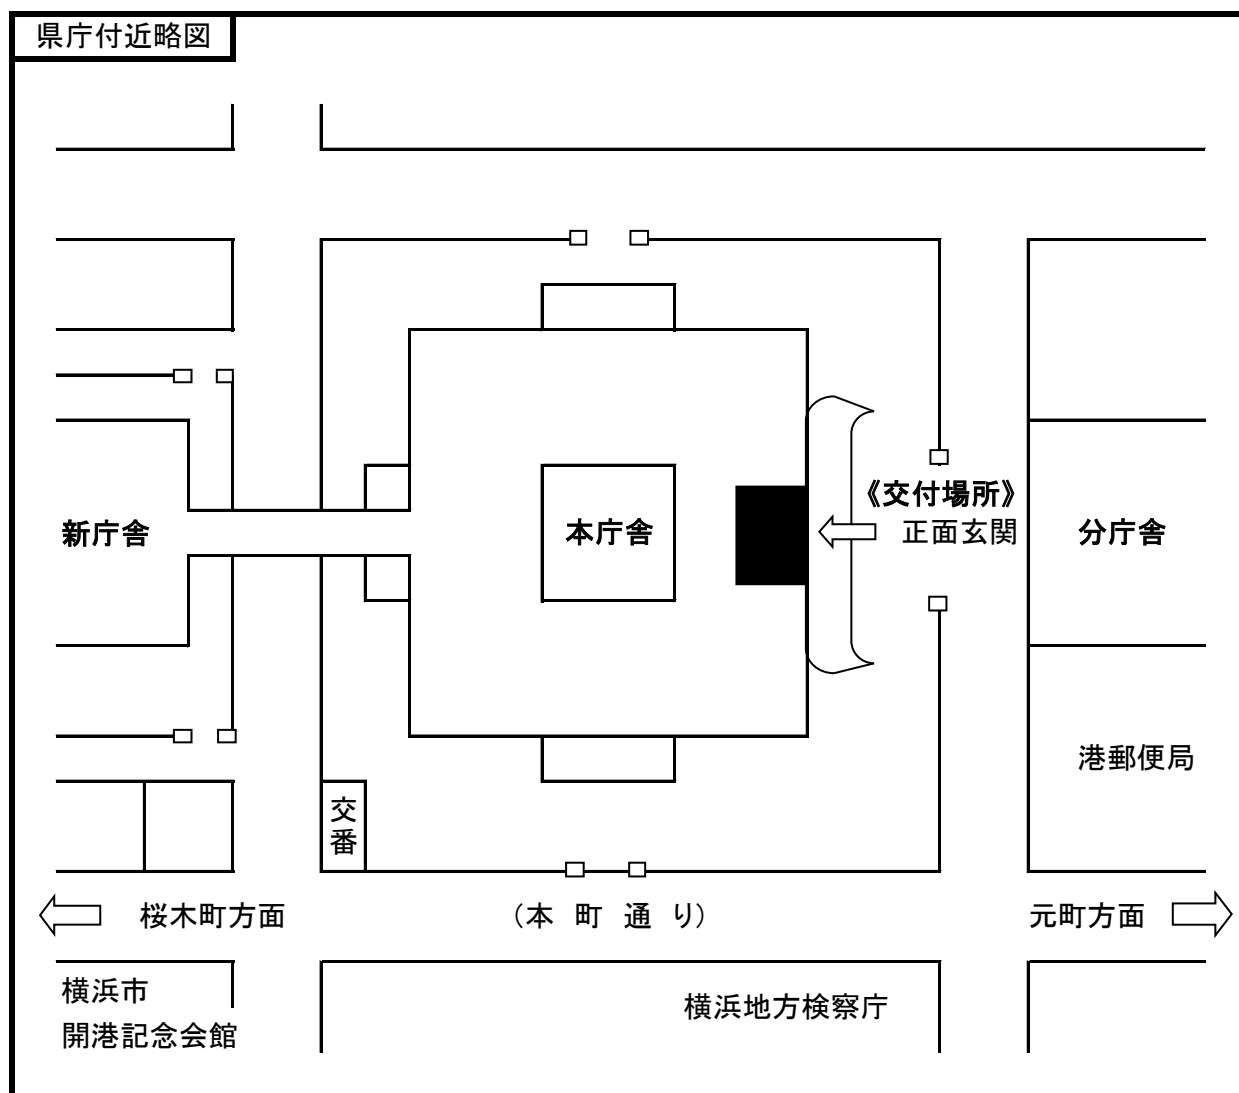 県庁付近略図
《交付場所》
新庁舎
本庁舎
正面玄関
分庁舎
港郵便局
交番
桜木町方面
（本 町 通 り）
元町方面
横浜市
開港記念会館
横浜地方検察庁